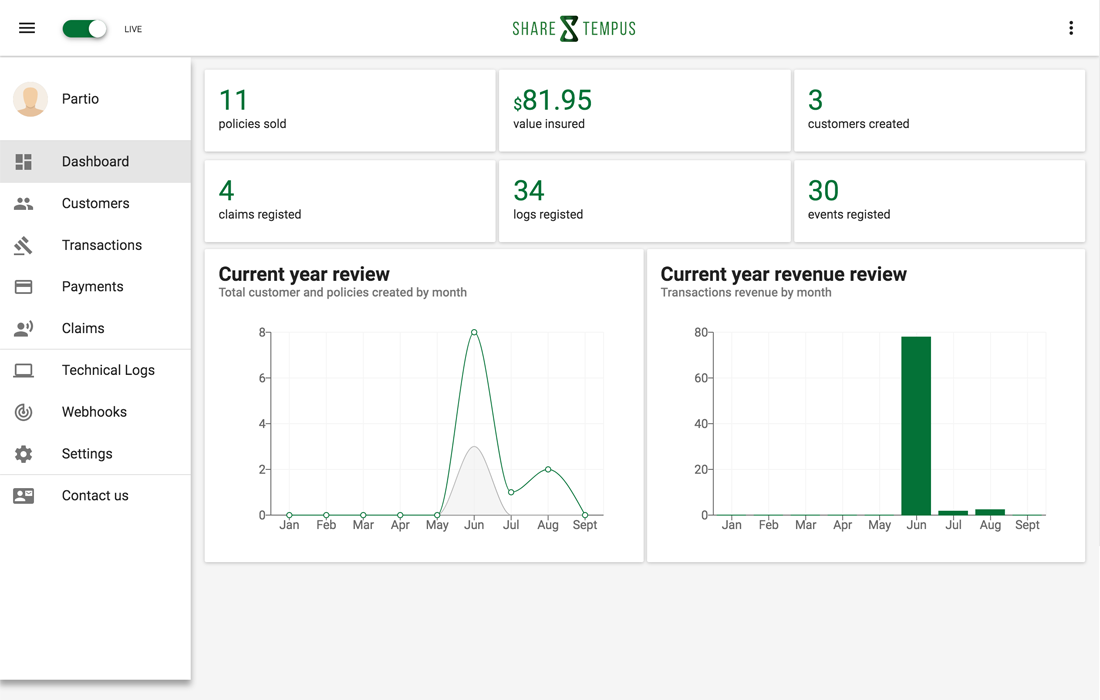 LIVE
SHARE TEMPUS
Partio
Dashboard
Customers
Transactions
Payments
Claims
Technical Logs
Webhooks
Settings
Contact us
11
policies sold
$81.95
value insured
3
customers created
4
claims registed
34
logs registed
30
events registed
Current year review
Total customer and policies created by month
8
6
4
2
0
Jan Feb Mar Apr May Jun Jul Aug Sept
Current year revenue review
Transactions revenue by month
80
60
40
20
0
Jan Feb Mar Apr May Jun Jul Aug Sept